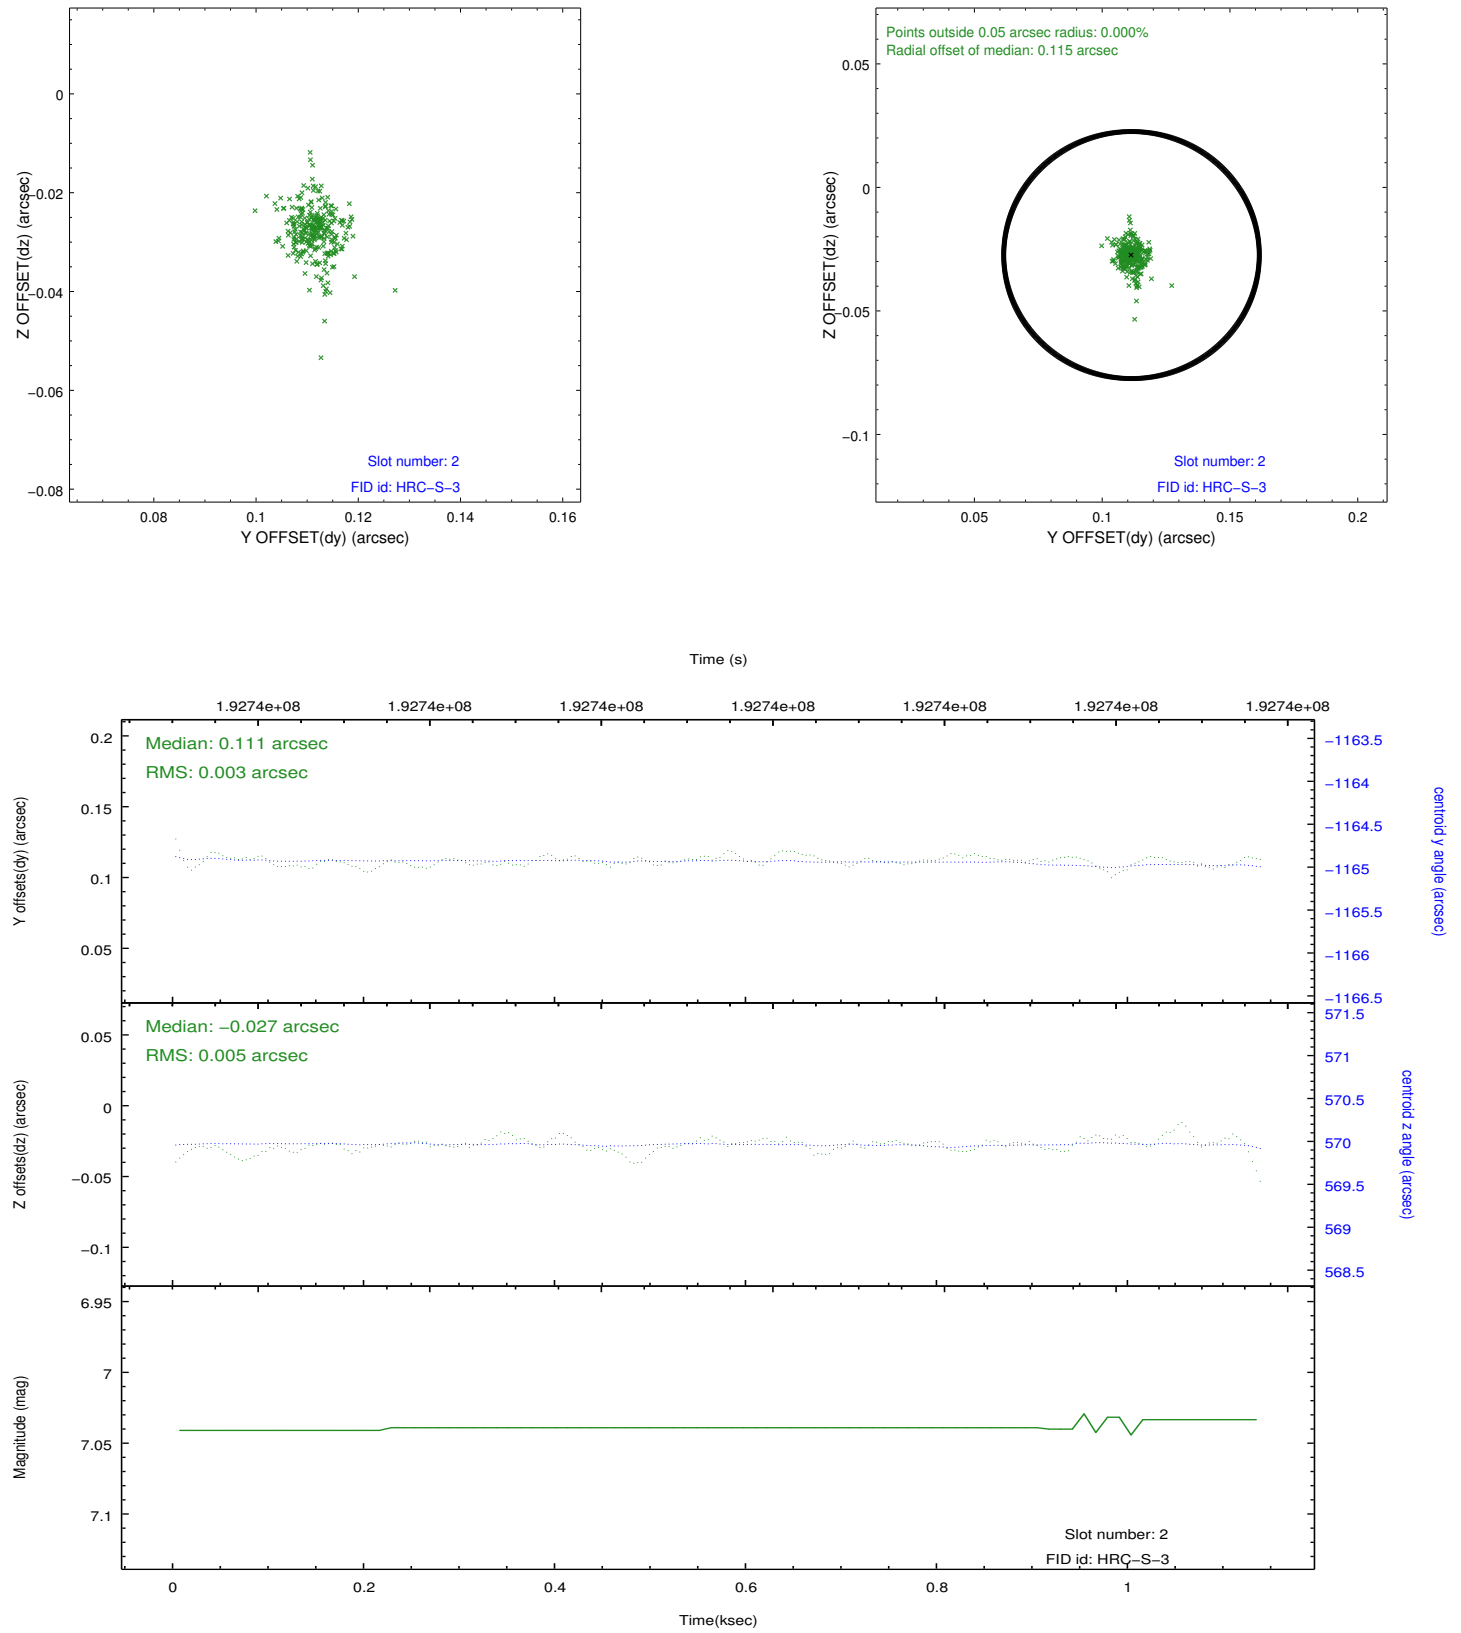 0
−0.02
−0.04
−0.06
−0.08
Z OFFSET(dz) (arcsec)
Slot number: 2
FID id: HRC−S−3
0.08
0.1
0.12
0.14
0.16
Y OFFSET(dy) (arcsec)
Points outside 0.05 arcsec radius: 0.000%
Radial offset of median: 0.115 arcsec
0.05
0
−0.05
−0.1
Z OFFSET(dz) (arcsec)
Slot number: 2
FID id: HRC−S−3
0.05
0.1
0.15
0.2
Y OFFSET(dy) (arcsec)
Time (s)
1.9274e+08
1.9274e+08
1.9274e+08
1.9274e+08
1.9274e+08
1.9274e+08
1.9274e+08
Median: 0.111 arcsec
RMS: 0.003 arcsec
0.2
0.15
0.1
0.05
Y offsets(dy) (arcsec)
−1163.5
−1164
−1164.5
−1165
−1165.5
−1166
−1166.5
centroid y angle (arcsec)
Median: −0.027 arcsec
RMS: 0.005 arcsec
0.05
0
−0.05
−0.1
Z offsets(dz) (arcsec)
571.5
571
570.5
570
569.5
569
568.5
centroid z angle (arcsec)
6.95
7
7.05
7.1
Magnitude (mag)
Slot number: 2
FID id: HRC−S−3
0
0.2
0.4
0.6
0.8
1
Time(ksec)